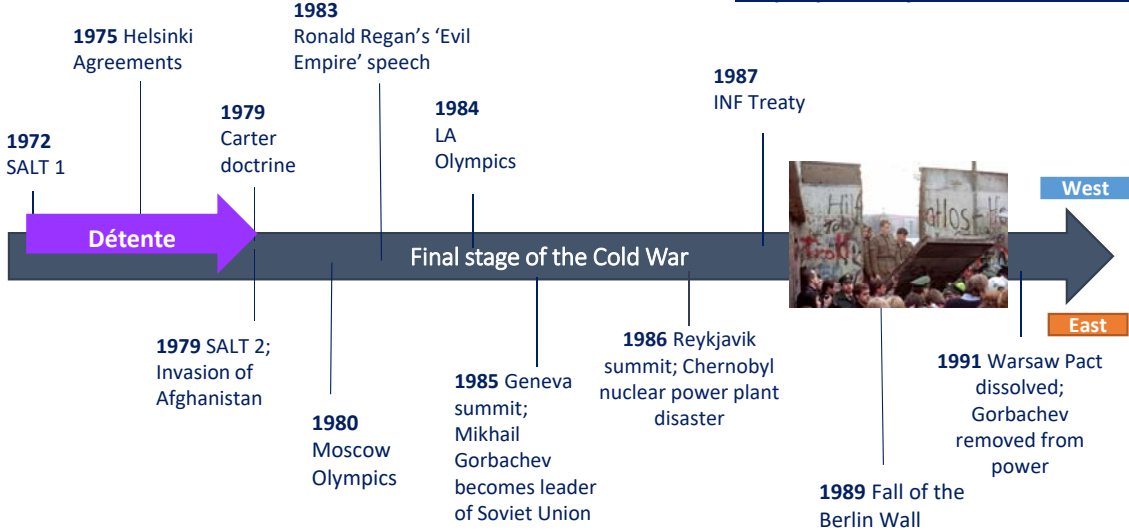 1983
Ronald Regan's 'Evil
Empire' speech
1975 Helsinki
Agreements
1987
INF Treaty
1979
Carter
doctrine
1984
LA
Olympics
1972
SALT 1
West
Détente
Final stage of the Cold War
East
1979 SALT 2;
Invasion of
Afghanistan
1980
Moscow
Olympics
1985 Geneva
summit;
Mikhail
Gorbachev
becomes leader
of Soviet Union
1986 Reykjavik
summit; Chernobyl
nuclear power plant
disaster
1989 Fall of the
Berlin Wall
1991 Warsaw Pact
dissolved;
Gorbachev
removed from
power